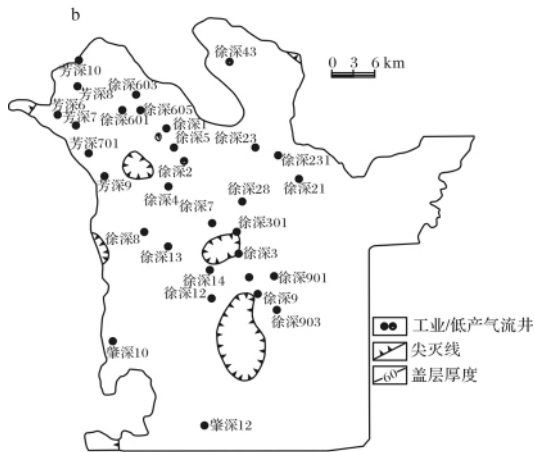 b
徐深43
0 3 6 km
芳深10
徐深603
芳深8
芳深6
徐深605
芳深7
徐深601
徐深1
徐深5
徐深23
芳深701
徐深231
徐深2
芳深9
徐深21
徐深4
徐深28
徐深7
徐深301
徐深8
徐深3
徐深13
徐深14
徐深901
徐深12
徐深9
徐深903
工业/低产气流井
尖灭线
60
盖层厚度
肇深10
肇深12